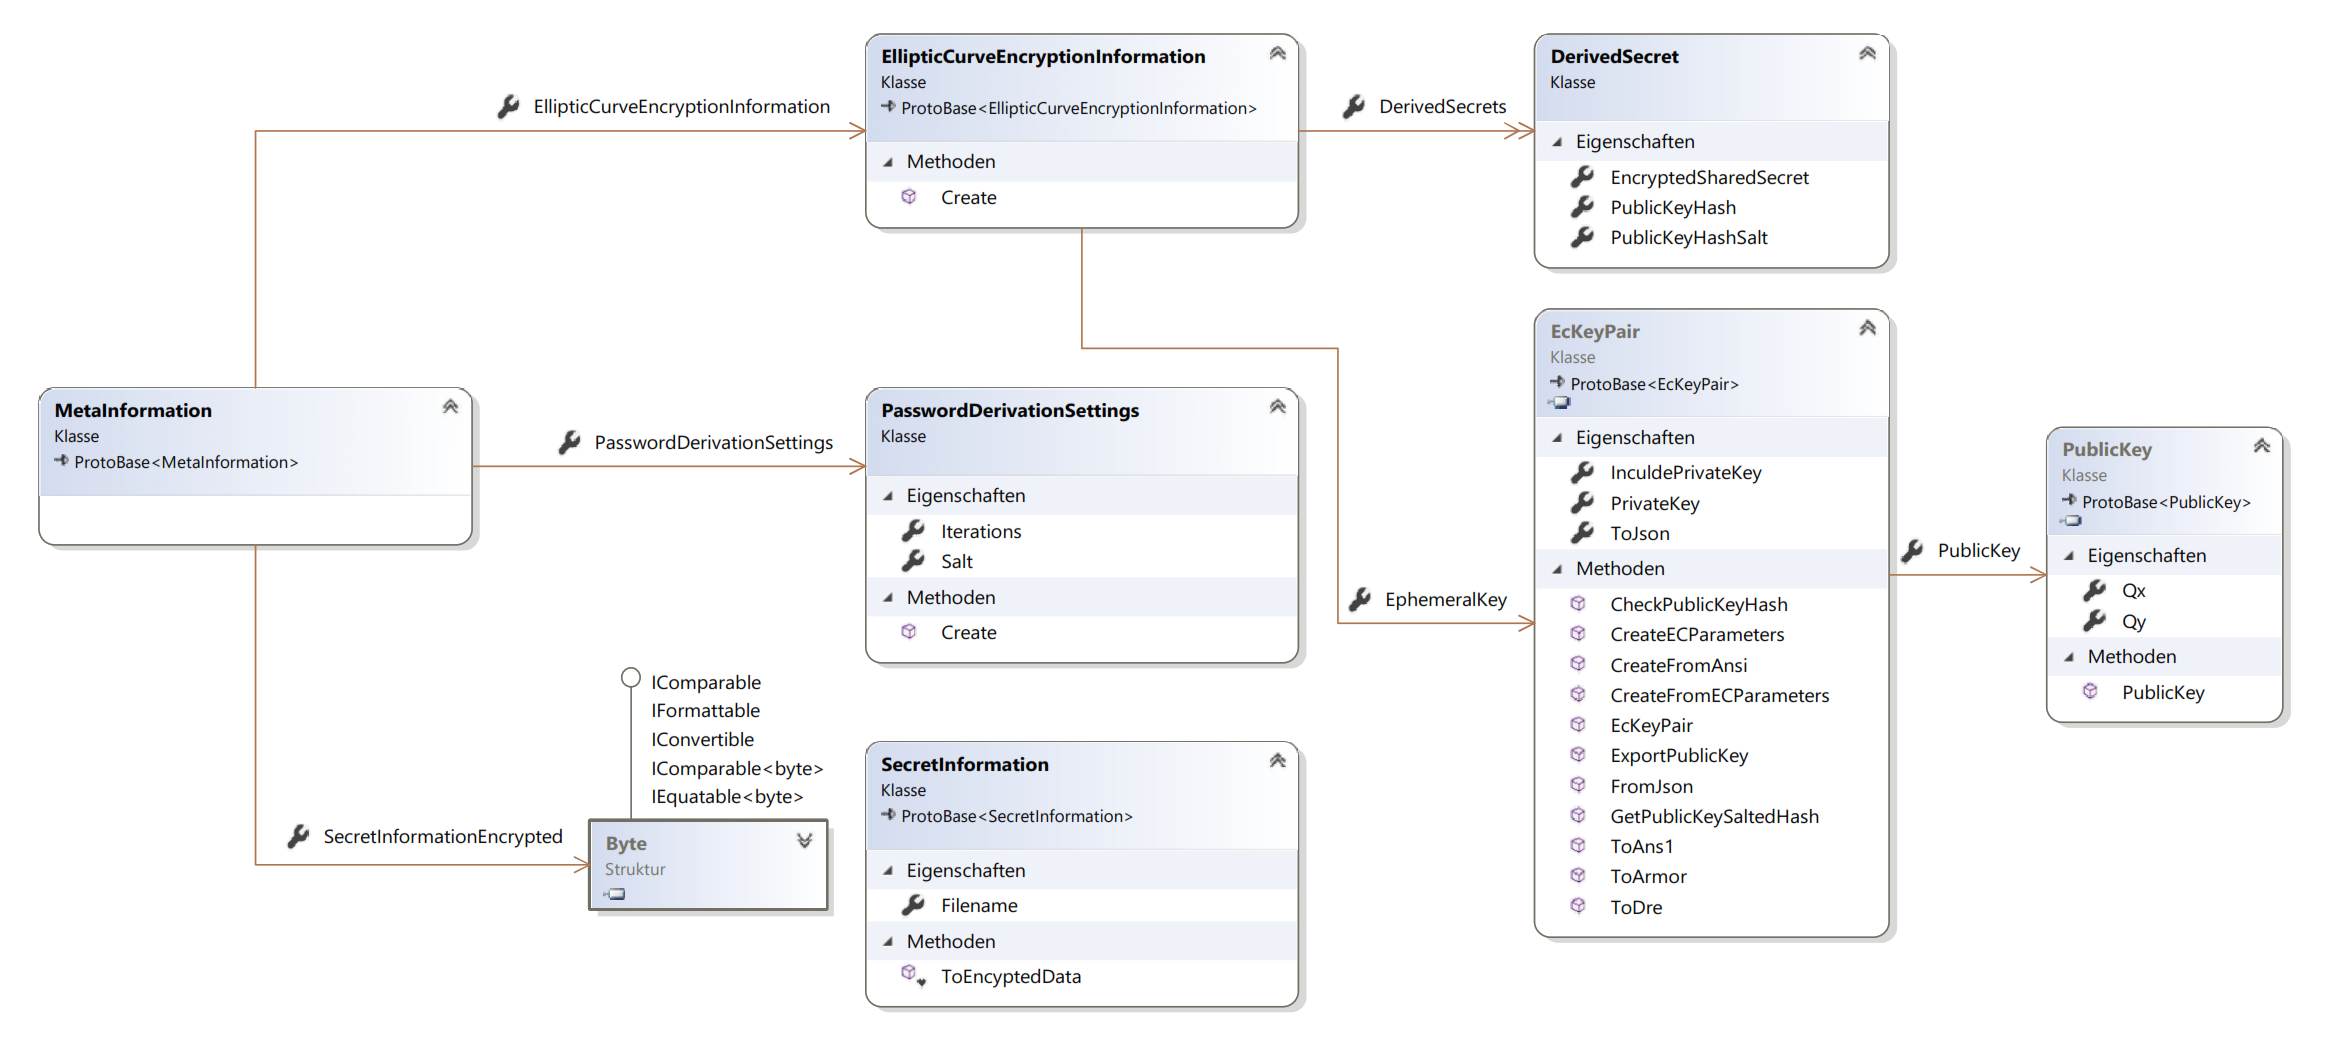 EllipticCurveEncryptionInformation
EllipticCurveEncryptionInformation
Klasse
ProtoBase<EllipticCurveEncryptionInformation>
Methoden
Create
DerivedSecrets
DerivedSecret
Klasse
Eigenschaften
EncryptedSharedSecret
PublicKeyHash
PublicKeyHashSalt
MetaInformation
Klasse
ProtoBase<MetaInformation>
PasswordDerivationSettings
PasswordDerivationSettings
Klasse
Eigenschaften
Iterations
Salt
Methoden
Create
EphemeralKey
EcKeyPair
Klasse
ProtoBase<EcKeyPair>
Eigenschaften
InculdePrivateKey
PrivateKey
ToJson
Methoden
CheckPublicKeyHash
CreateECParameters
CreateFromAnsi
CreateFromECParameters
EcKeyPair
ExportPublicKey
FromJson
GetPublicKeySaltedHash
ToAns1
ToArmor
ToDre
PublicKey
PublicKey
Klasse
ProtoBase<PublicKey>
Eigenschaften
Qx
Qy
Methoden
PublicKey
IComparable
IFormattable
IConvertible
IComparable<byte>
IEquatable<byte>
SecretInformationEncrypted
Byte
Struktur
SecretInformation
Klasse
ProtoBase<SecretInformation>
Eigenschaften
Filename
Methoden
ToEncyptedData